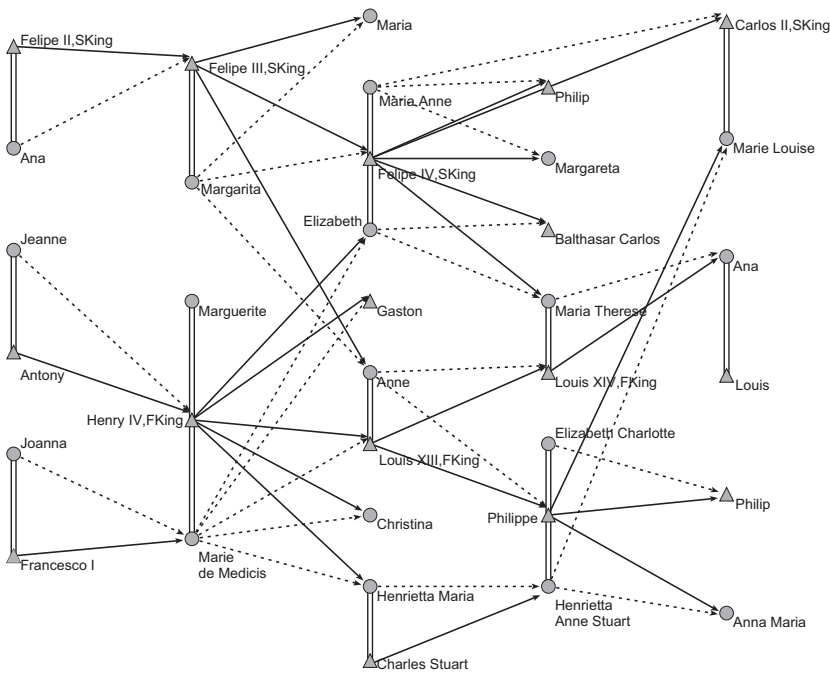 Felipe II,SKing
Ana
Jeanne
Antony
Joanna
Francesco I
Felipe III,SKing
Margarita
Marguerite
Henry IV,FKing
Marie
de Medicis
Maria
Maria Anne
Felipe IV,SKing
Elizabeth
Gaston
Anne
Louis XIII,FKing
Christina
Henrietta Maria
Charles Stuart
Philip
Margareta
Balthasar Carlos
Maria Therese
Louis XIV,FKing
Elizabeth Charlotte
Philippe
Henrietta
Anne Stuart
Carlos II,SKing
Marie Louise
Ana
Louis
Philip
Anna Maria